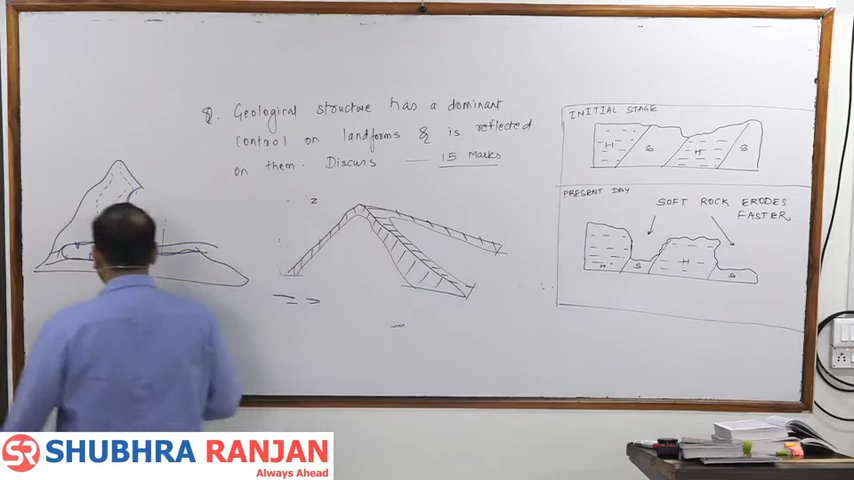 Q. Geological structure has a dominant
control on landforms & is reflected
on them. Discuss — 15 Marks.
INITIAL STAGE
H S H S
PRESENT DAY
SOFT ROCK ERODES
FASTER
H S H S
SR SHUBHRA RANJAN
Always Ahead